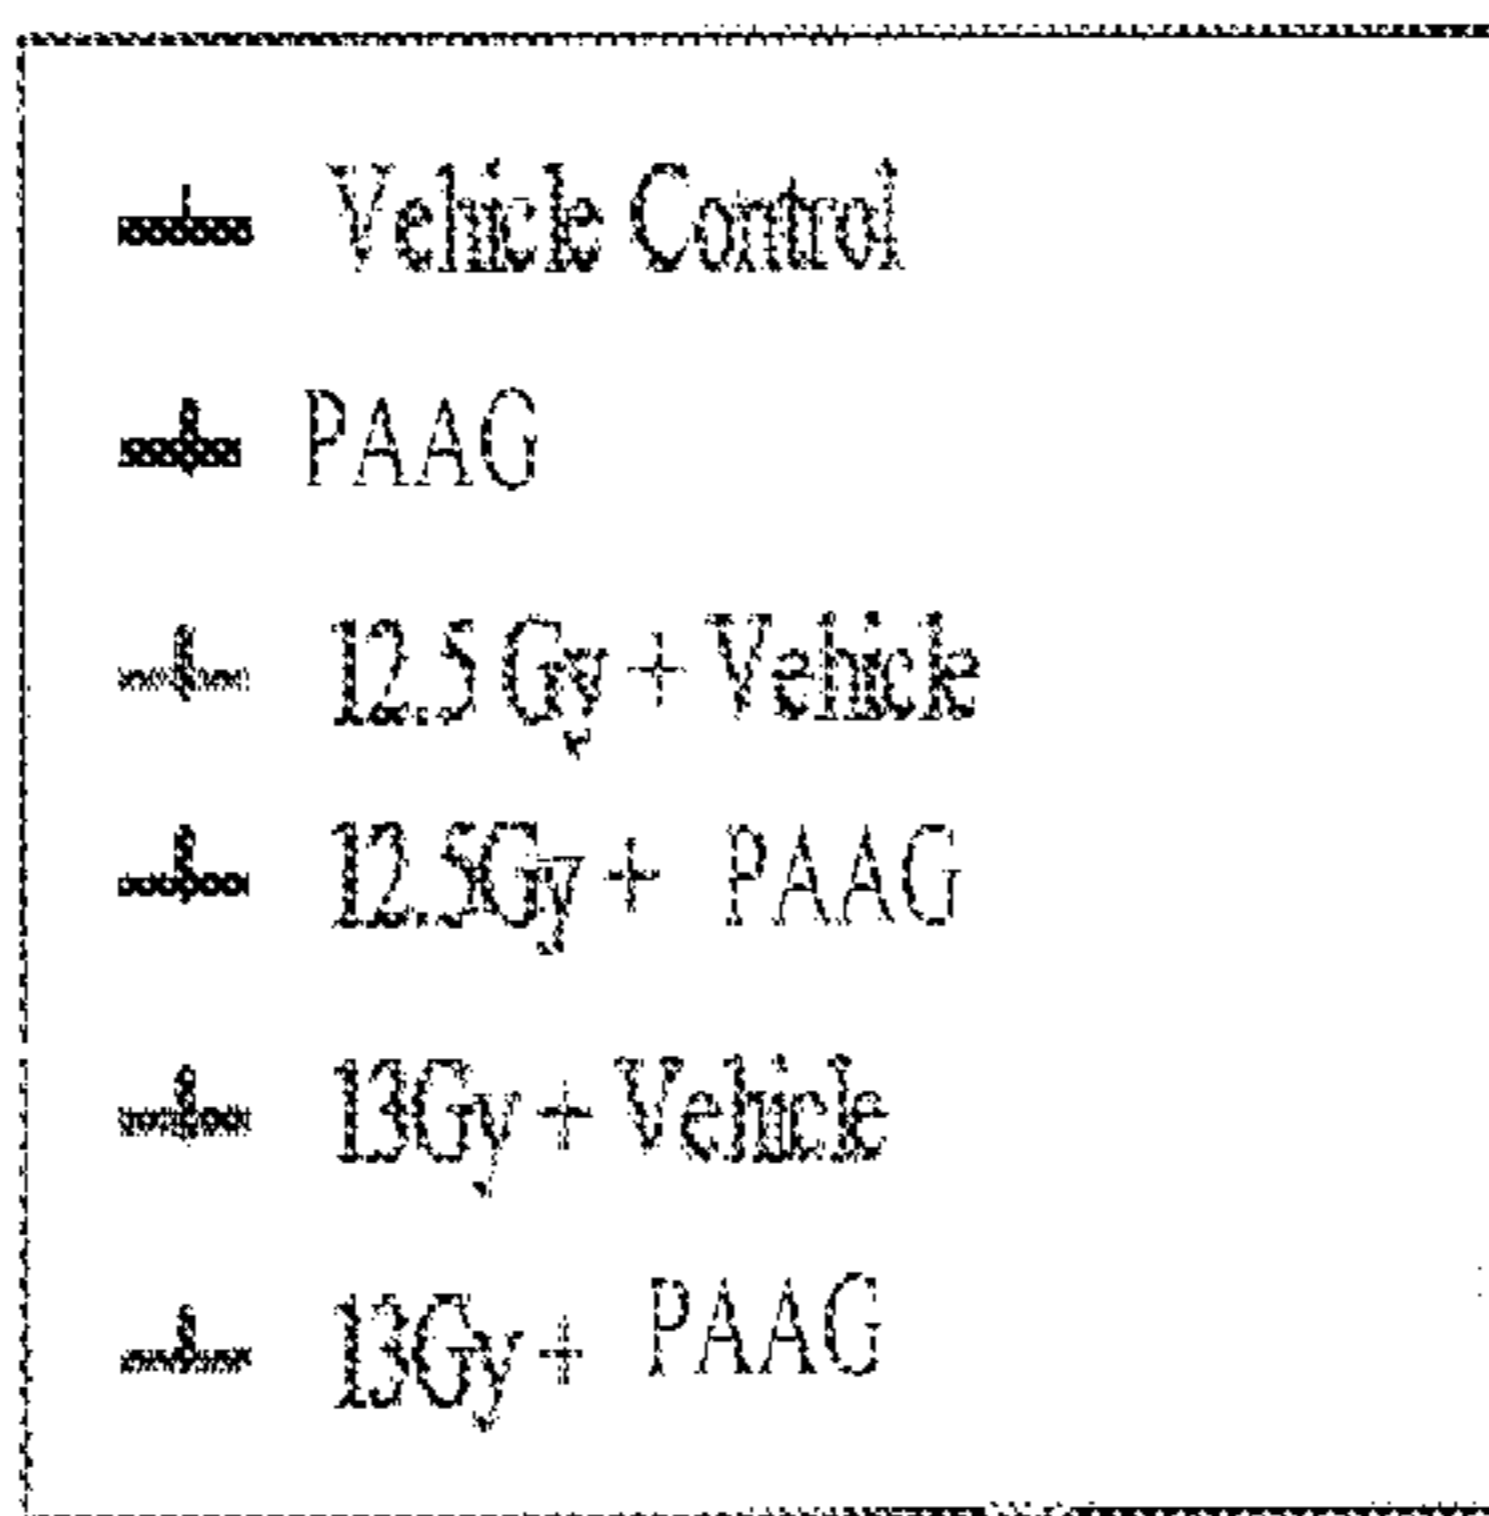 Vehicle Control
PAAG
12.5 Gy + Vehicle
12.5Gy + PAAG
13Gy + Vehicle
13Gy + PAAG